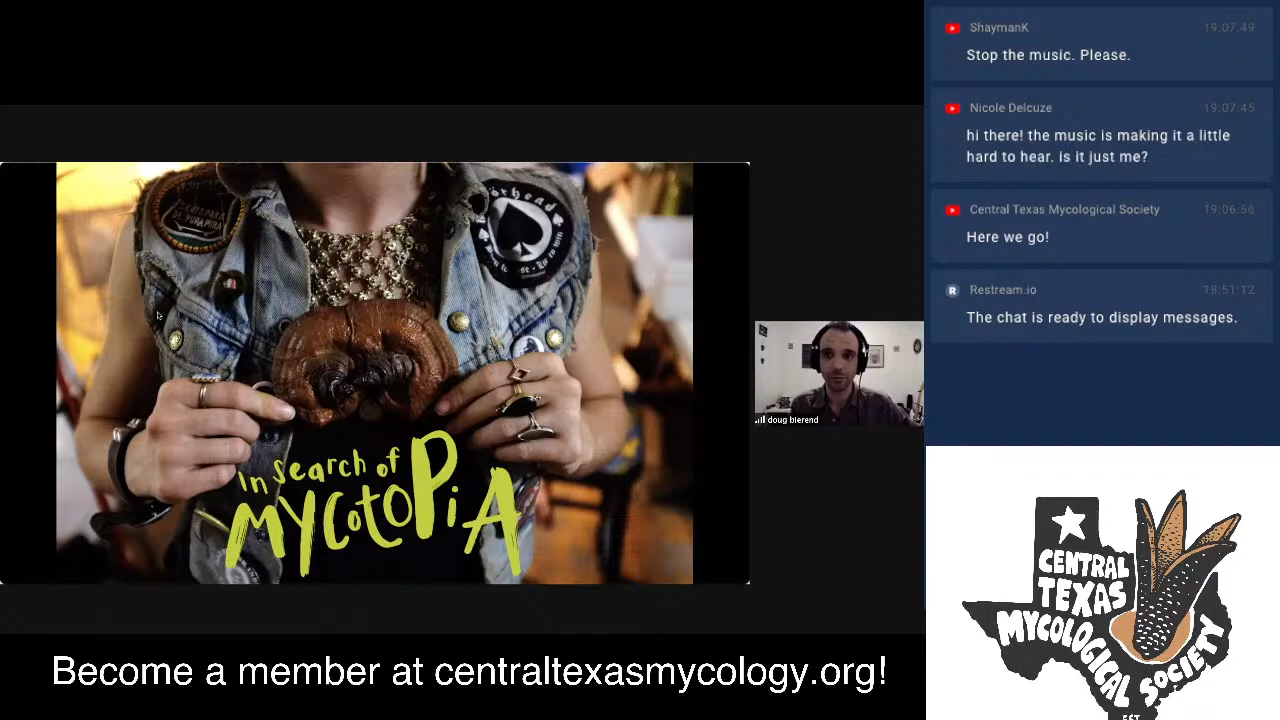 Motörhead
In Search of
MYCOTOPIA
doug bierend
Become a member at centraltexasmycology.org!
ShaymanK
19:07:49
Stop the music. Please.
Nicole Delcuze
19:07:45
hi there! the music is making it a little
hard to hear. is it just me?
Central Texas Mycological Society
19:06:56
Here we go!
R
Restream.io
18:51:12
The chat is ready to display messages.
CENTRAL
TEXAS
MYCOLOGICAL SOCIETY
EST